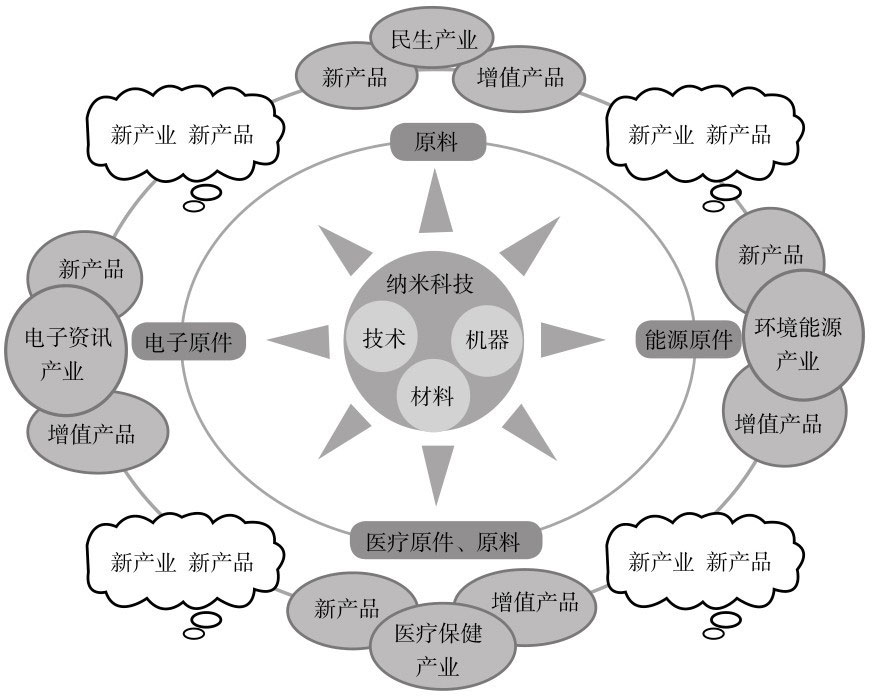 民生产业
新产品
增值产品
新产业 新产品
新产业 新产品
原料
新产品
电子资讯
产业
增值产品
电子原件
纳米科技
技术
机器
材料
能源原件
新产品
环境能源
产业
增值产品
医疗原件、原料
新产业 新产品
新产业 新产品
新产品
增值产品
医疗保健
产业